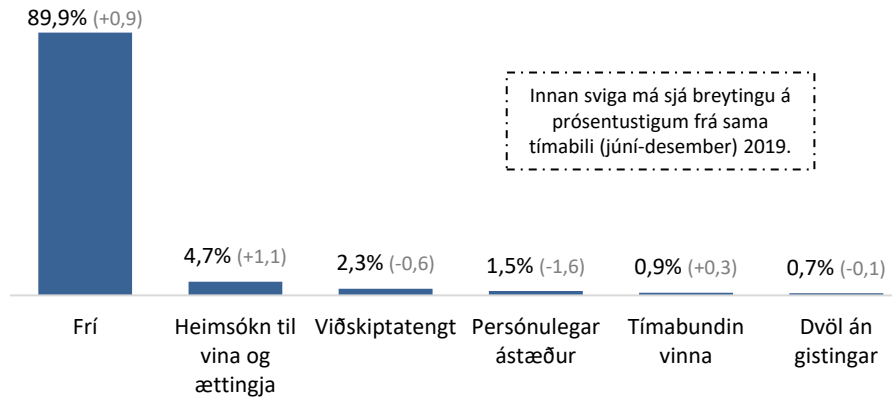 89,9% (+0,9)
Innan sviga má sjá breytingu á
prósentustigum frá sama
tímabili (júní-desember) 2019.
4,7% (+1,1)
2,3% (-0,6)
1,5% (-1,6)
0,9% (+0,3)
0,7% (-0,1)
Frí
Heimsókn til
vina og
ættingja
Viðskiptatengt
Persónulegar
ástæður
Tímabundin
vinna
Dvöl án
gistingar